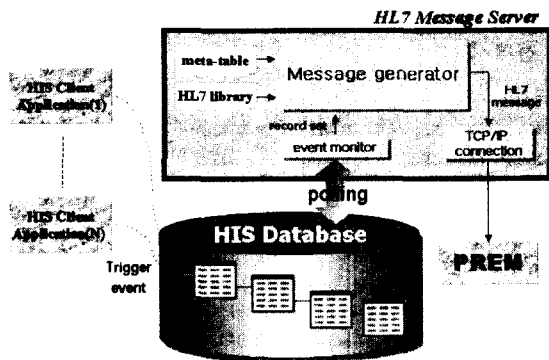 HL7 Message Server
meta-table
Message generator
HL7 library
HL7
message
record set
event monitor
TCP/IP
connection
HIS Client
Application(1)
polling
HIS Client
Application(N)
HIS Database
Trigger
event
PREM